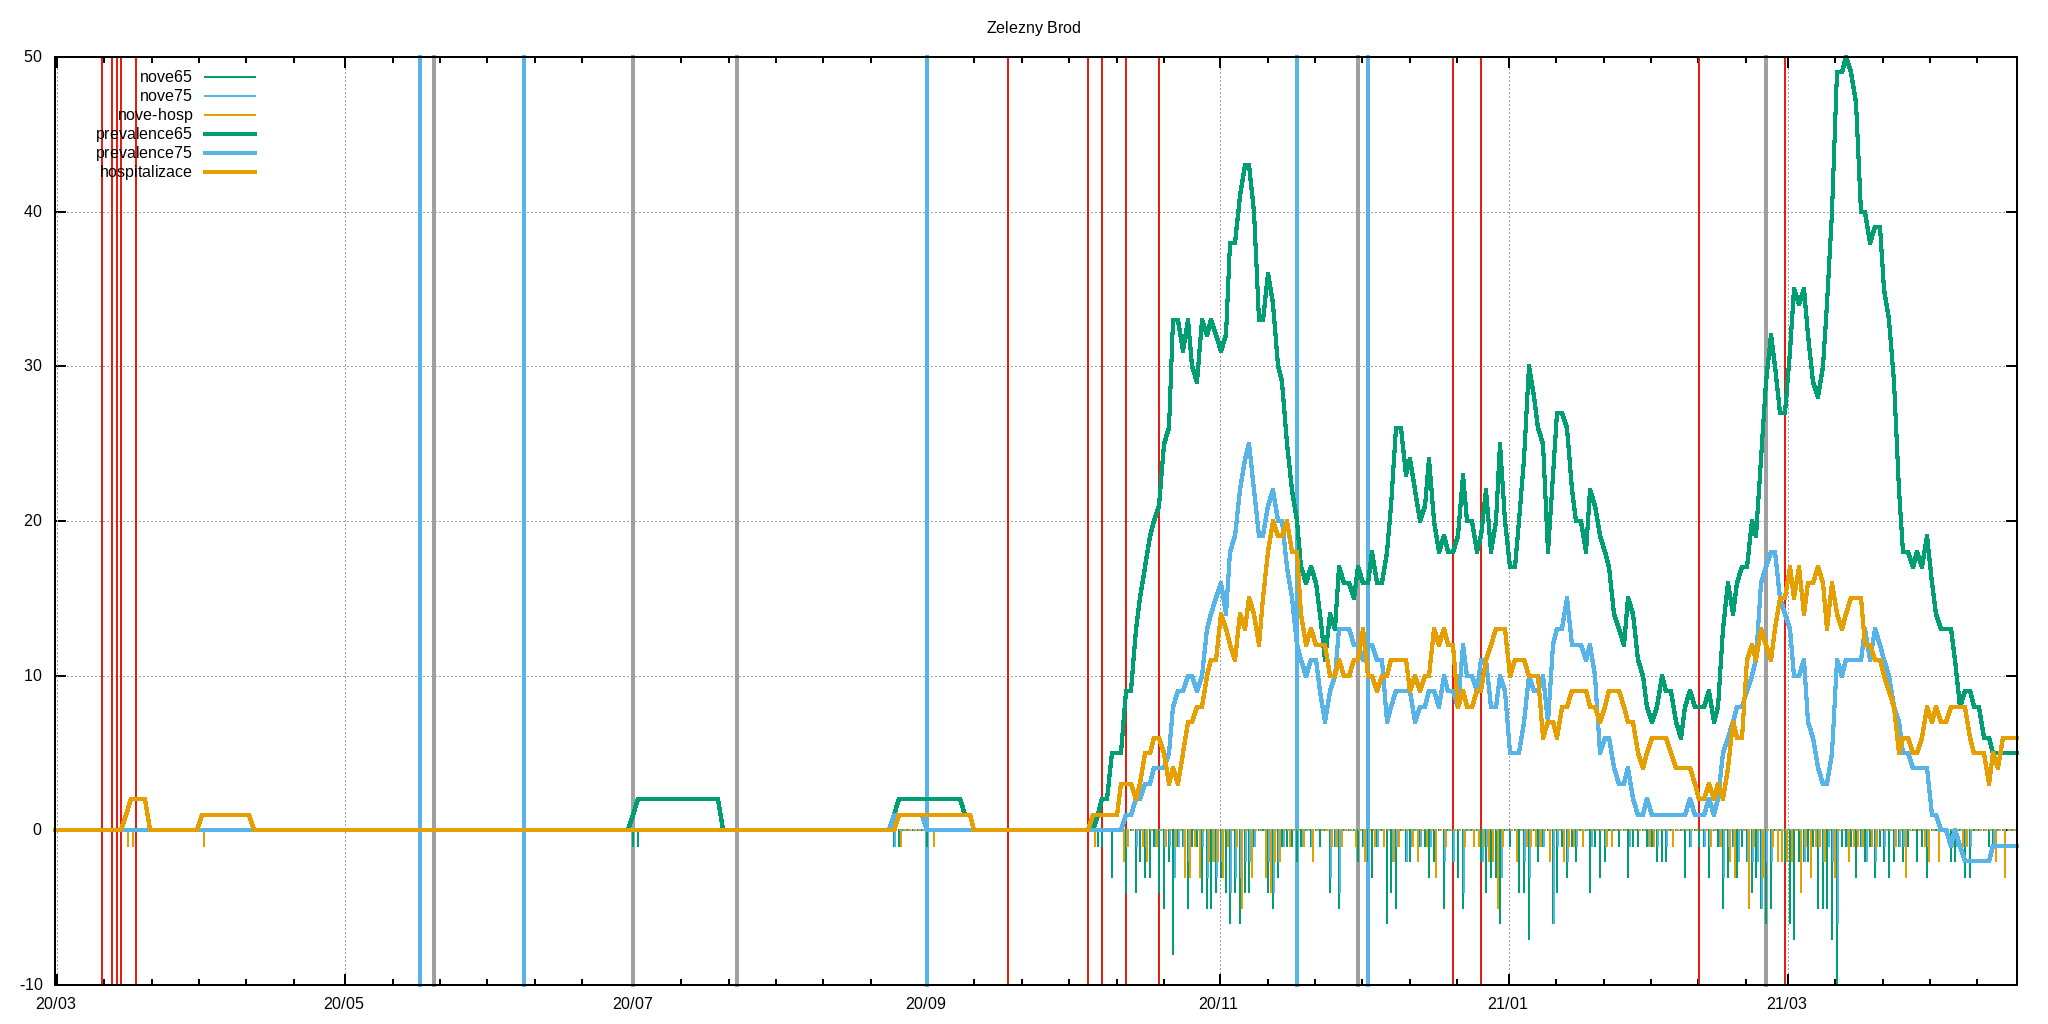 Zelezny Brod
50
40
30
20
10
0
-10
nove65
nove75
nove-hosp
prevalence65
prevalence75
hospitalizace
20/03
20/05
20/07
20/09
20/11
21/01
21/03